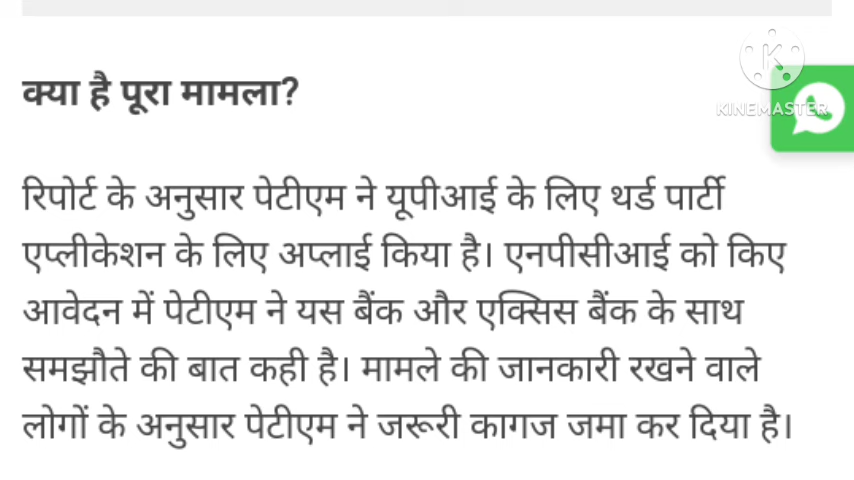 क्या है पूरा मामला?
KINEMASTER
रिपोर्ट के अनुसार पेटीएम ने यूपीआई के लिए थर्ड पार्टी
एप्लीकेशन के लिए अप्लाई किया है। एनपीसीआई को किए
आवेदन में पेटीएम ने यस बैंक और एक्सिस बैंक के साथ
समझौते की बात कही है। मामले की जानकारी रखने वाले
लोगों के अनुसार पेटीएम ने जरूरी कागज जमा कर दिया है।